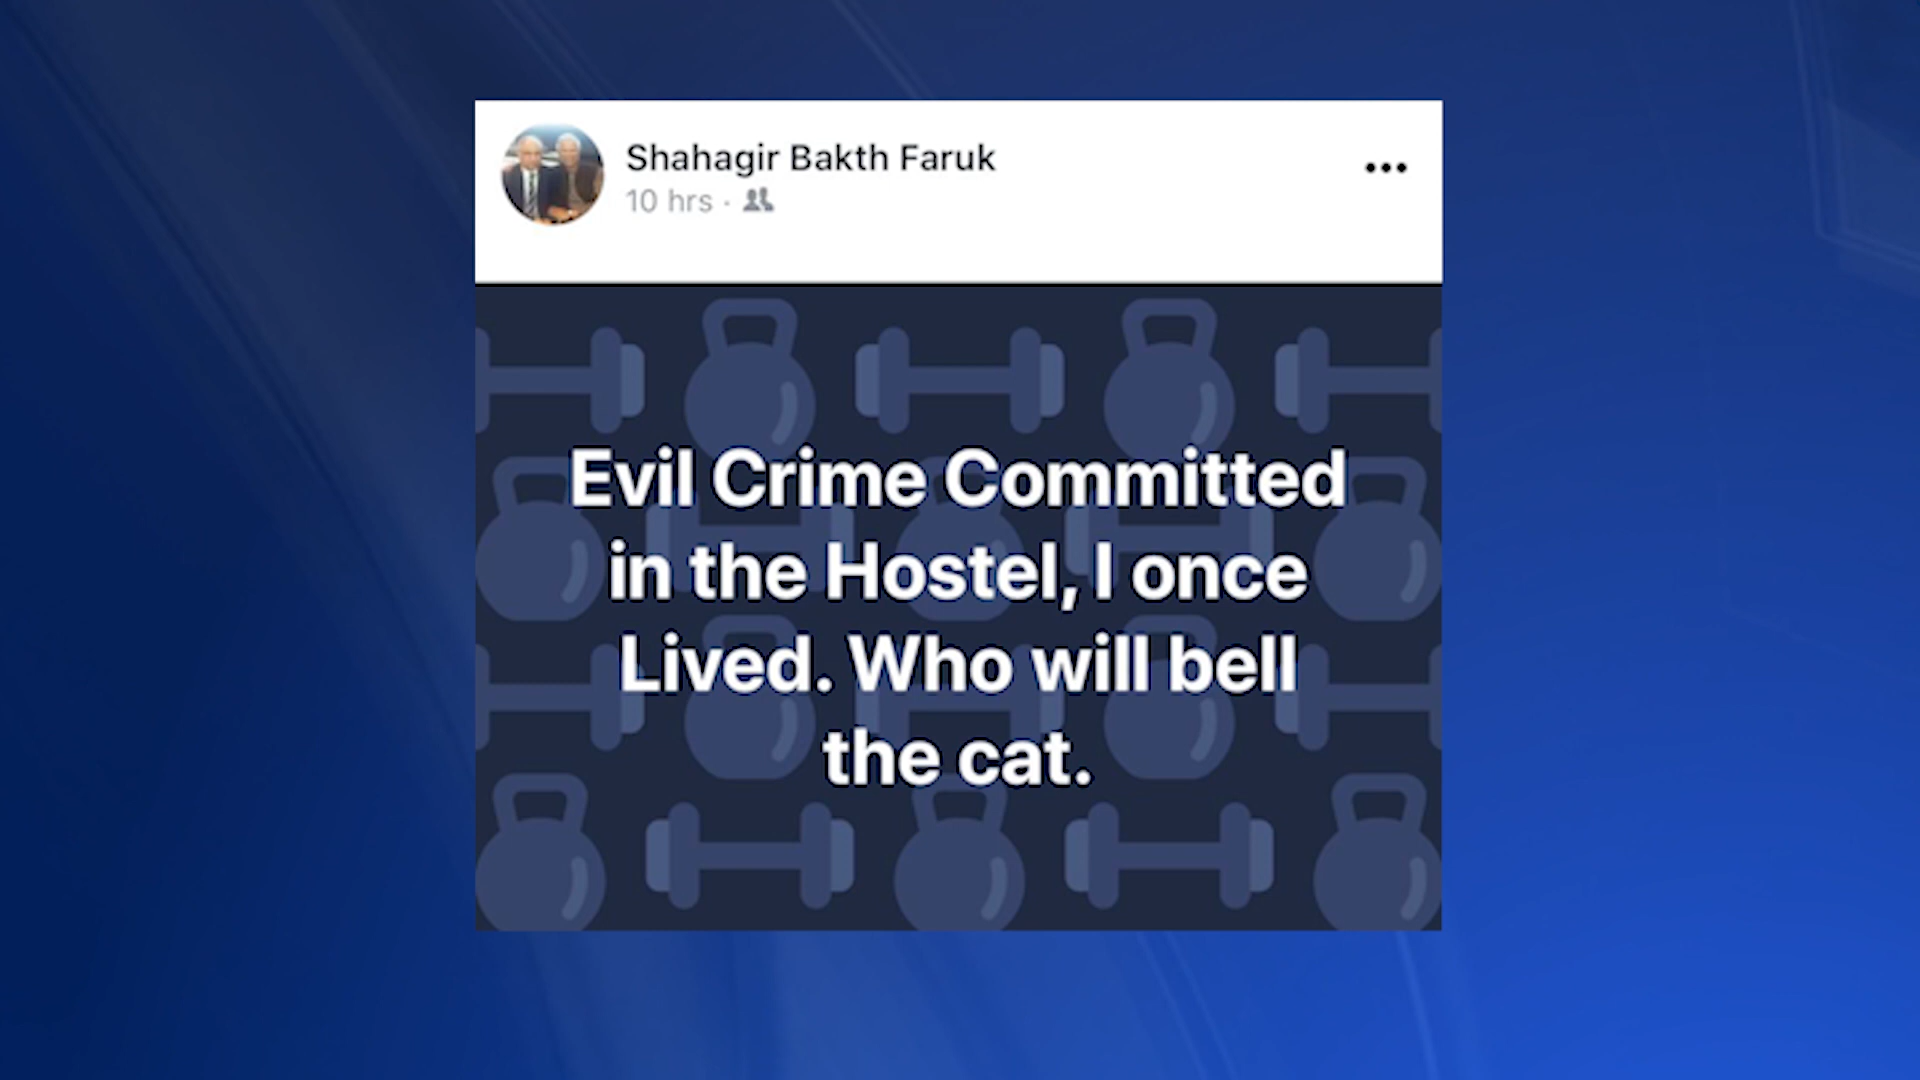 Shahagir Bakth Faruk
10 hrs ·
Evil Crime Committed
in the Hostel, I once
Lived. Who will bell
the cat.